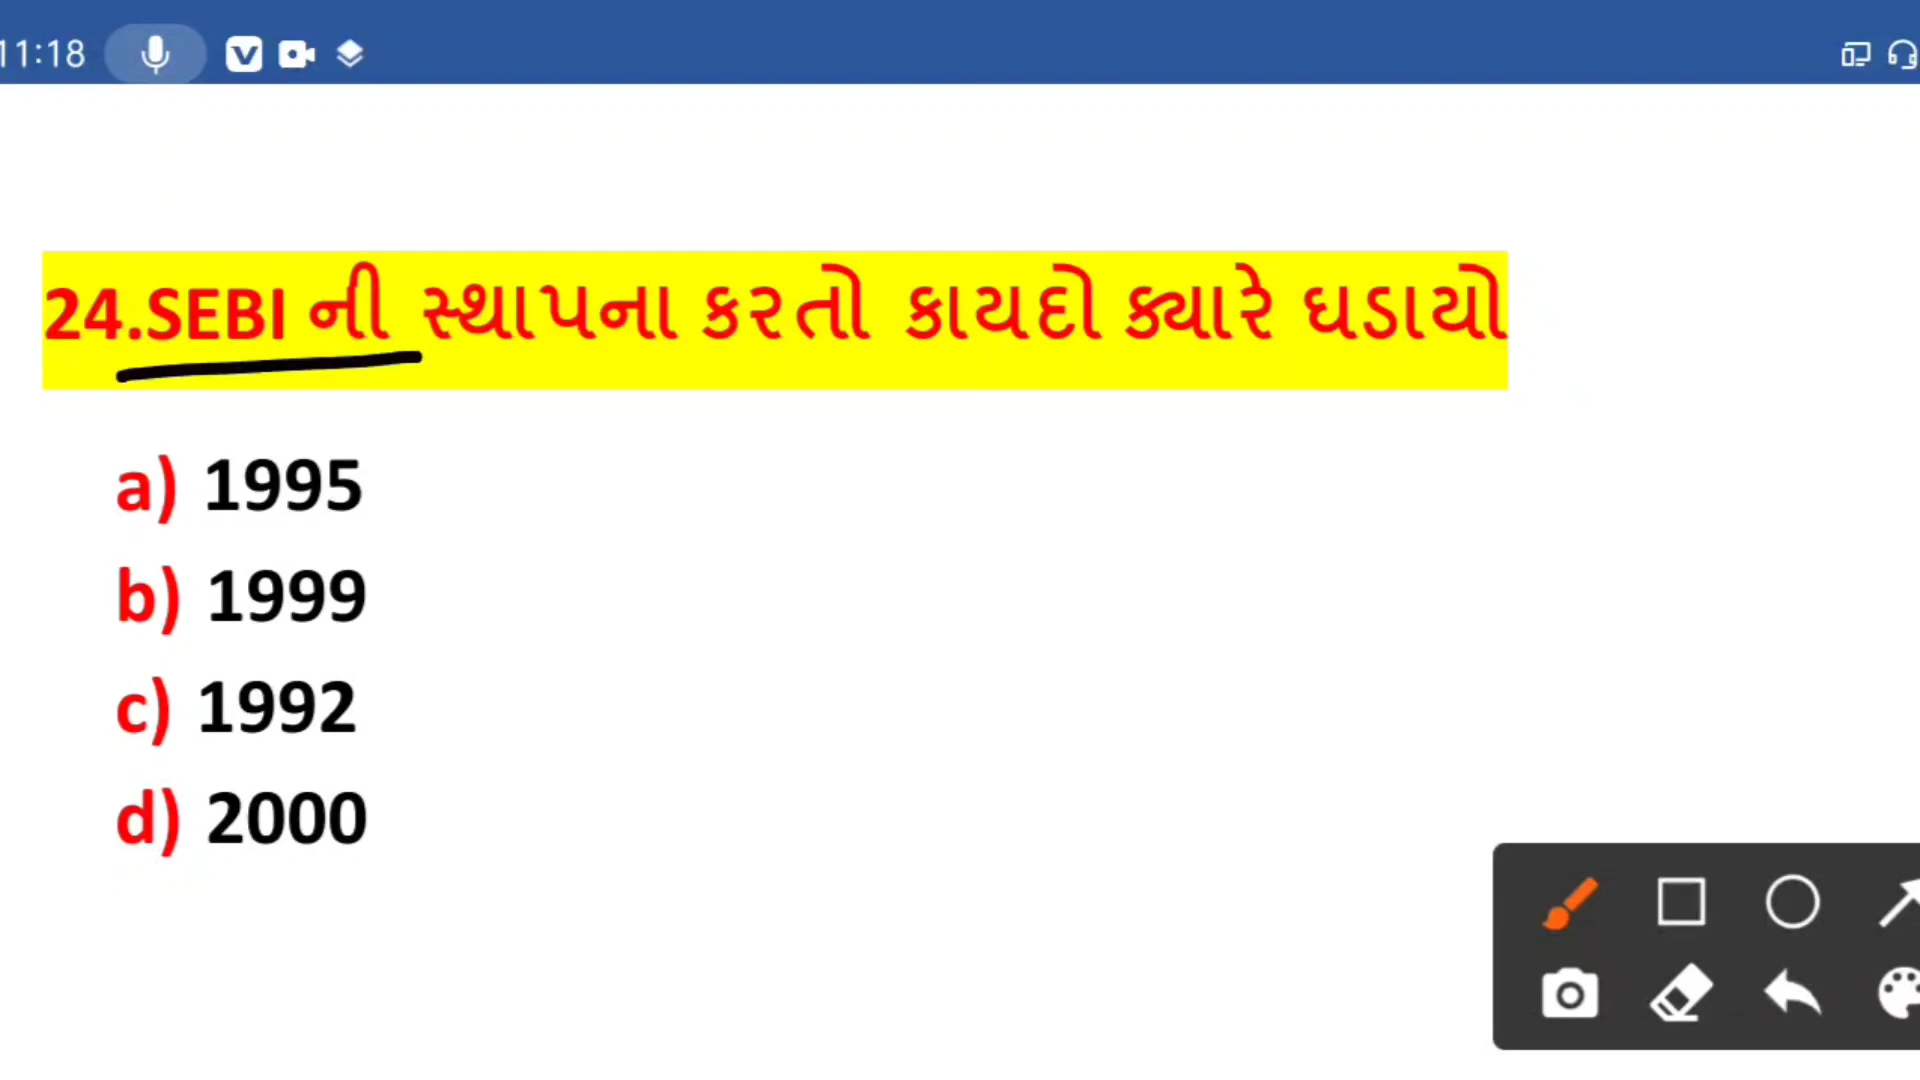 11:18
24.SEBI ની સ્થાપના કરતો કાયદો ક્યારે ઘડાયો
a) 1995
b) 1999
c) 1992
d) 2000